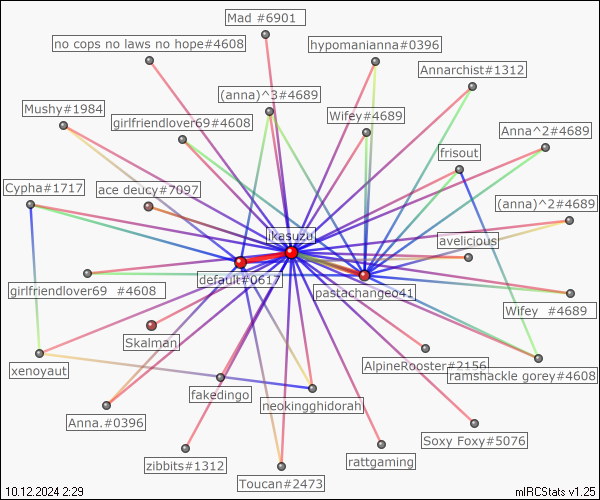 Mad #6901
no cops no laws no hope#4608
hypomanianna#0396
Annarchist#1312
(anna)^3#4689
Mushy#1984
girlfriendlover69#4608
Wifey#4689
Anna^2#4689
frisout
Cypha#1717
ace deucy#7097
(anna)^2#4689
ikasuzu
avelicious
default#0617
pastachangeo41
girlfriendlover69 #4608
Wifey #4689
Skalman
xenoyaut
AlpineRooster#2156
ramshackle gorey#4608
fakedingo
neokingghidorah
Anna.#0396
Soxy Foxy#5076
zibbits#1312
rattgaming
Toucan#2473
10.12.2024 2:29
mIRCStats v1.25